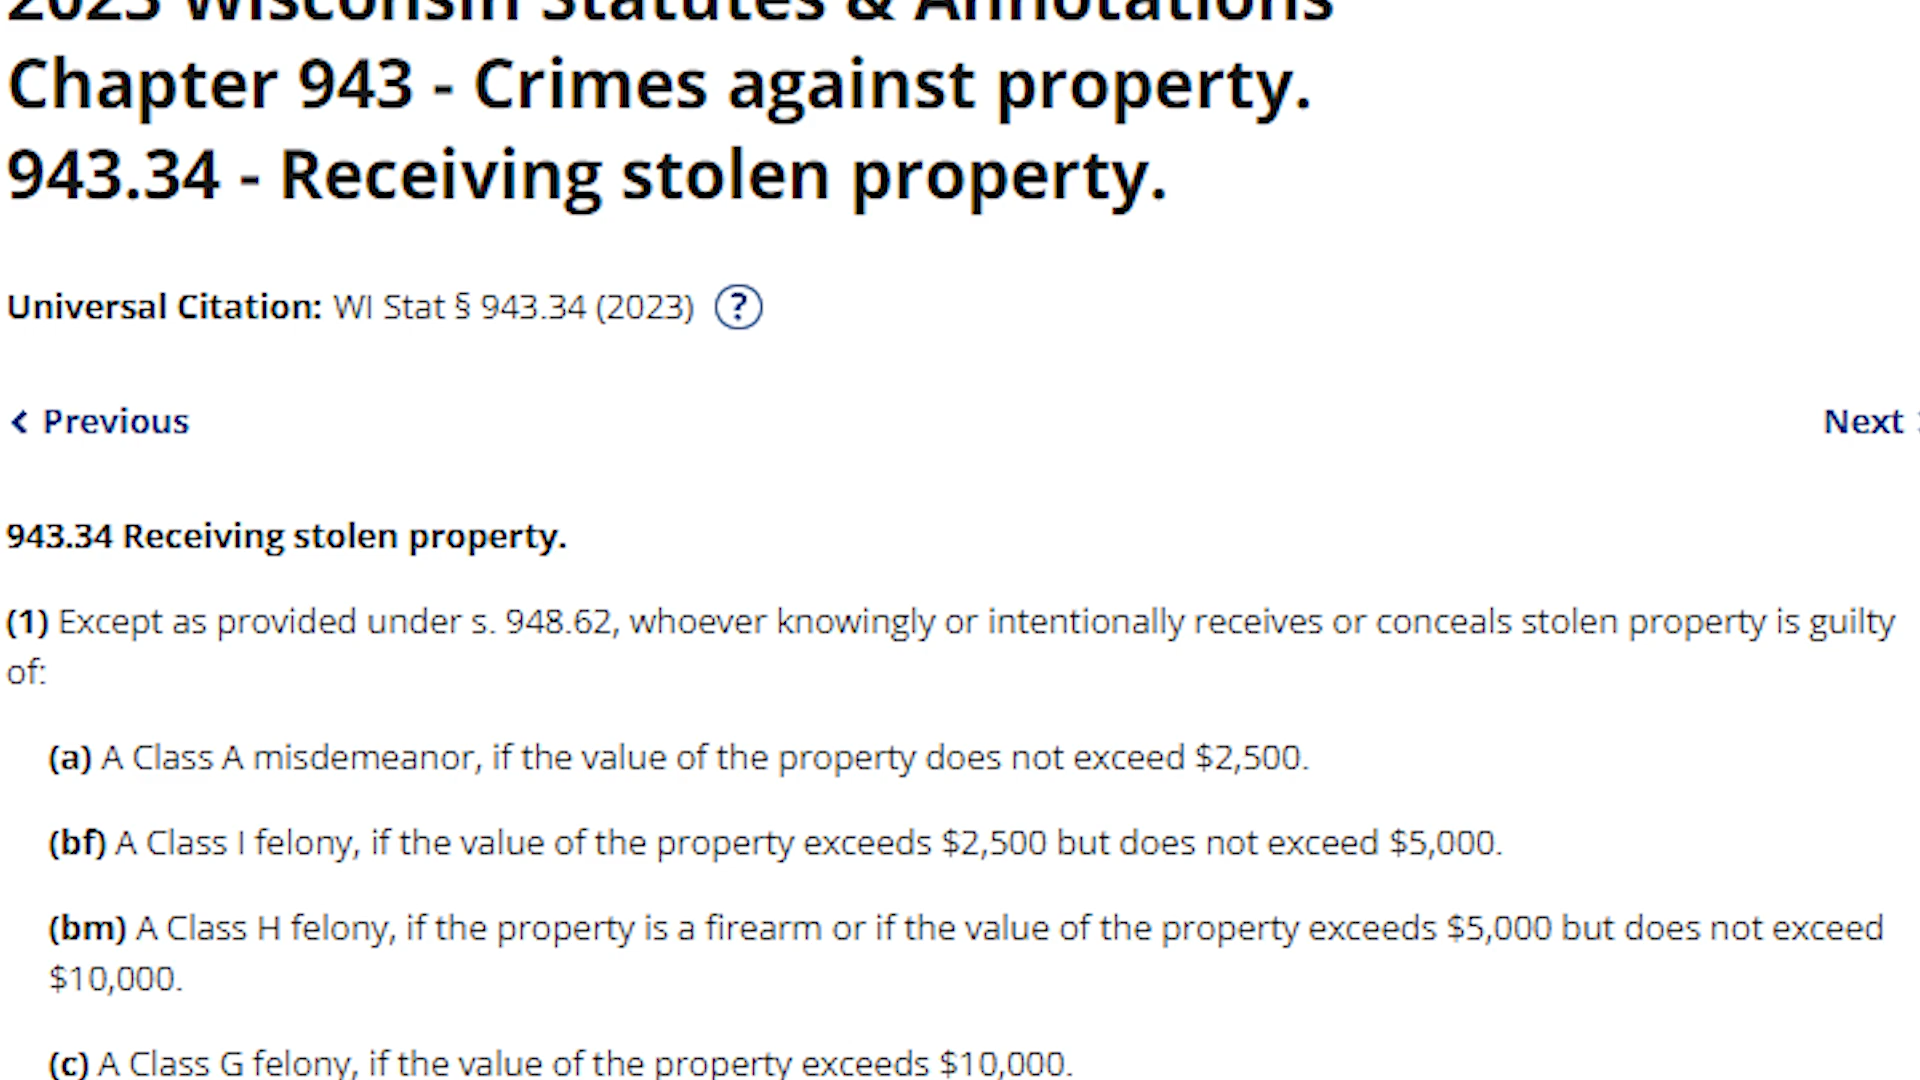 2023 Wisconsin Statutes & Annotations
Chapter 943 - Crimes against property.
943.34 - Receiving stolen property.
Universal Citation: WI Stat § 943.34 (2023) ?
< Previous
Next >
943.34 Receiving stolen property.
(1) Except as provided under s. 948.62, whoever knowingly or intentionally receives or conceals stolen property is guilty
of:
(a) A Class A misdemeanor, if the value of the property does not exceed $2,500.
(bf) A Class I felony, if the value of the property exceeds $2,500 but does not exceed $5,000.
(bm) A Class H felony, if the property is a firearm or if the value of the property exceeds $5,000 but does not exceed
$10,000.
(c) A Class G felony, if the value of the property exceeds $10,000.